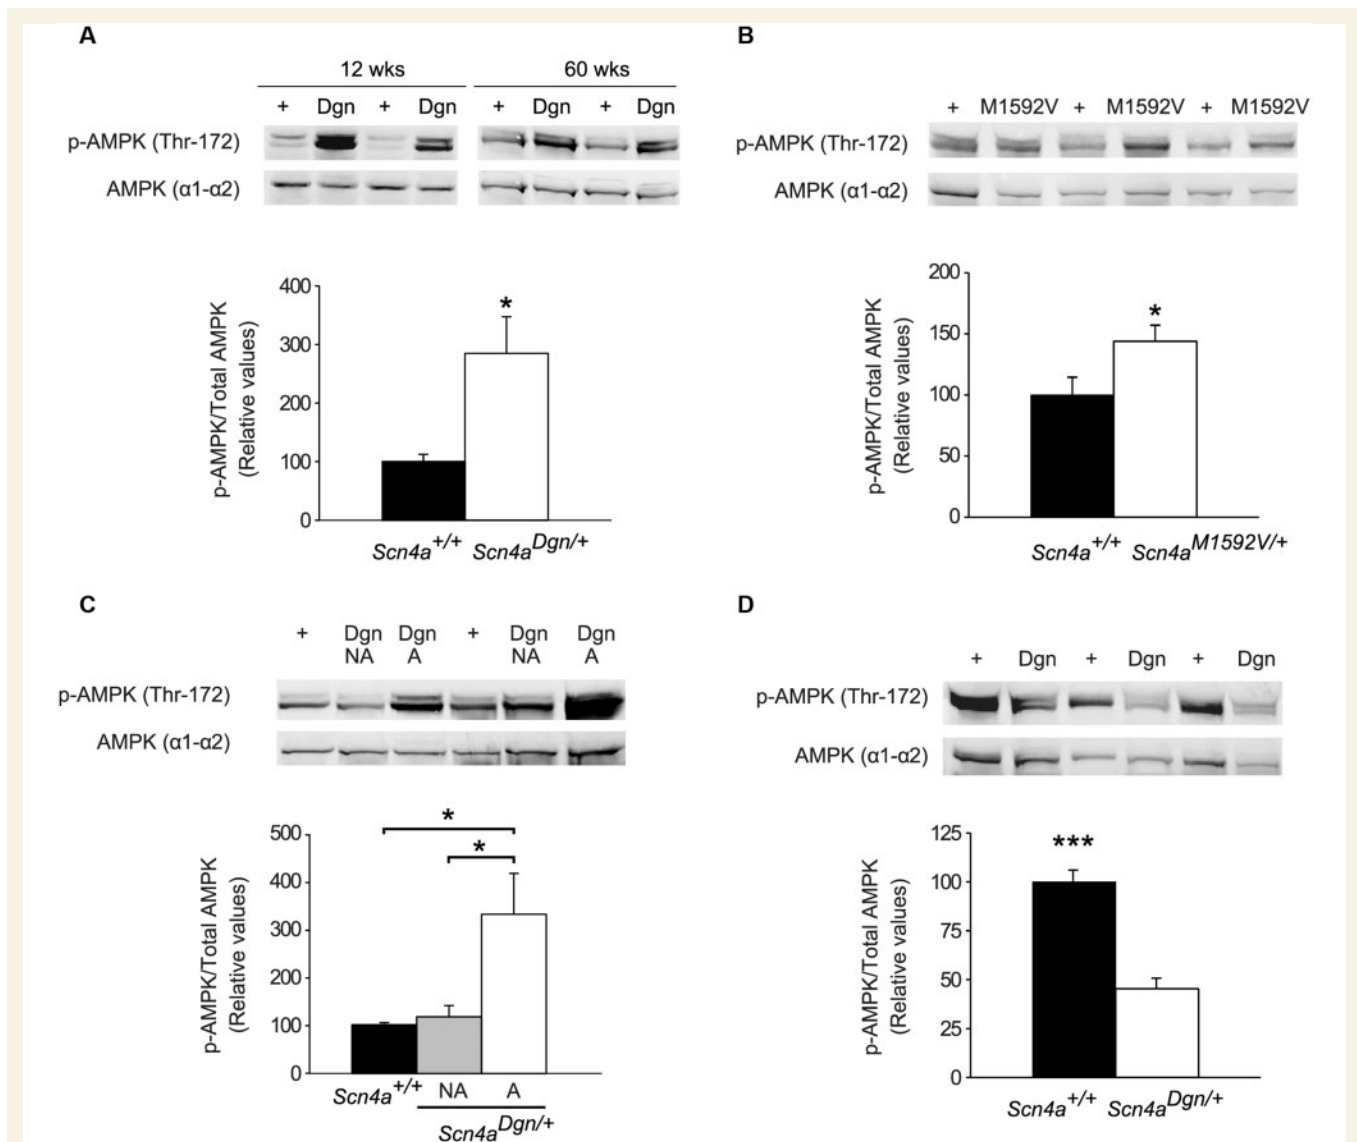 A
12 wks 60 wks
+ Dgn + Dgn + Dgn + Dgn
p-AMPK (Thr-172)
AMPK (α1-α2)
400
300
200
100
0
p-AMPK/Total AMPK
(Relative values)
*
Scn4a+/+ Scn4aDgn/+
B
+ M1592V + M1592V + M1592V
p-AMPK (Thr-172)
AMPK (α1-α2)
200
150
100
50
0
p-AMPK/Total AMPK
(Relative values)
*
Scn4a+/+ Scn4aM1592V/+
C
+ Dgn Dgn + Dgn Dgn
NA A NA A
p-AMPK (Thr-172)
AMPK (α1-α2)
500
400
300
200
100
0
p-AMPK/Total AMPK
(Relative values)
*
*
Scn4a+/+ NA A
Scn4aDgn/+
D
+ Dgn + Dgn + Dgn
p-AMPK (Thr-172)
AMPK (α1-α2)
125
100
75
50
25
0
p-AMPK/Total AMPK
(Relative values)
***
Scn4a+/+ Scn4aDgn/+